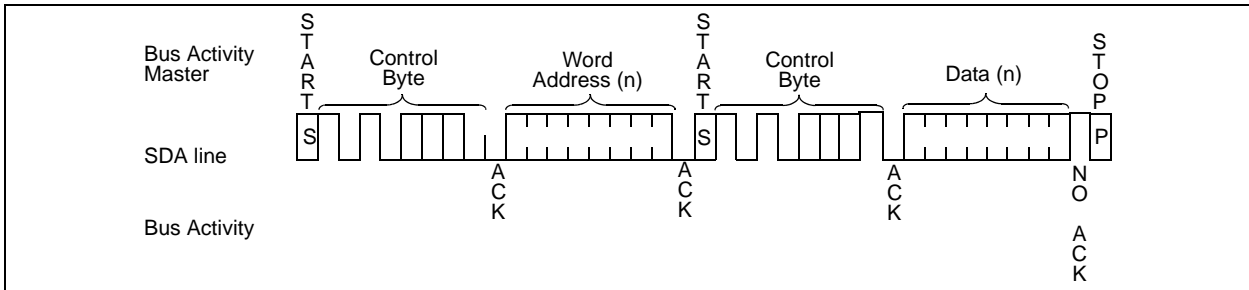 START
START
STOP
Bus Activity
Master
Control
Byte
Word
Address (n)
Control
Byte
Data (n)
S
S
P
SDA line
ACK
ACK
ACK
NO ACK
Bus Activity